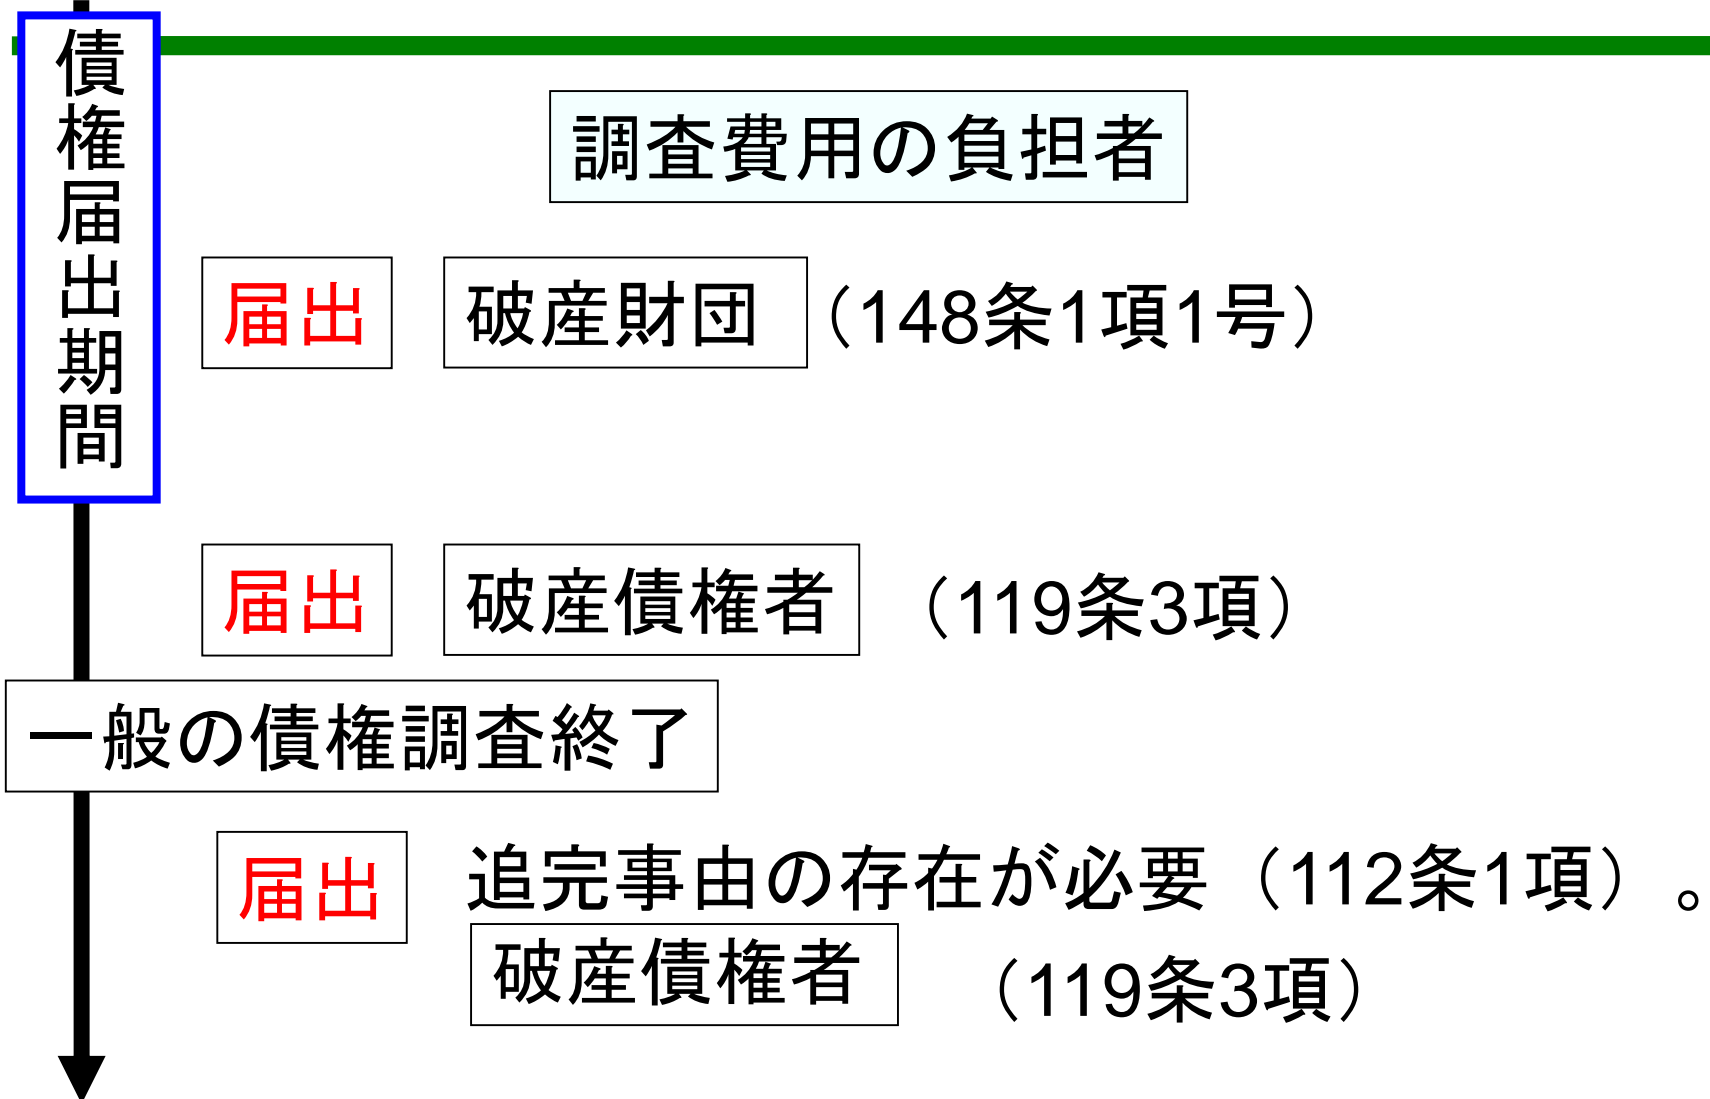 債権届出期間
調査費用の負担者
届出 破産財団 （148条1項1号）
届出 破産債権者 （119条3項）
一般の債権調査終了
届出 追完事由の存在が必要（112条1項）。
破産債権者 （119条3項）